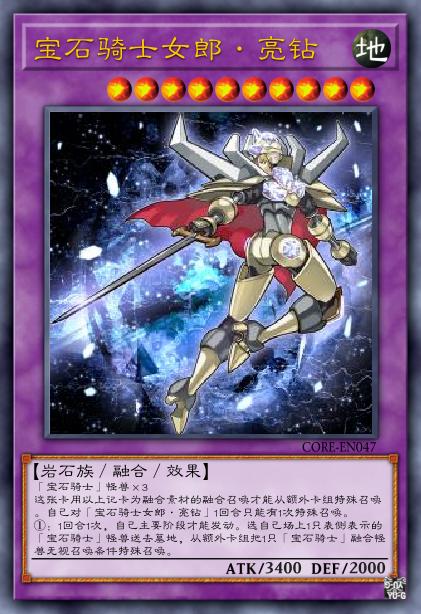 宝石骑士女郎・亮钻
地
CORE-EN047
【岩石族／融合／效果】
「宝石骑士」怪兽×3
这张卡用以上记卡为融合素材的融合召唤才能从额外卡组特殊召唤
。自己对「宝石骑士女郎・亮钻」1回合只能有1次特殊召唤。
①：1回合1次，自己主要阶段才能发动。选自己场上1只表侧表示的
「宝石骑士」怪兽送去墓地，从外卡组把1只「宝石骑士」融合怪
兽无视召唤条件特殊召唤。
ATK/3400 DEF/2000